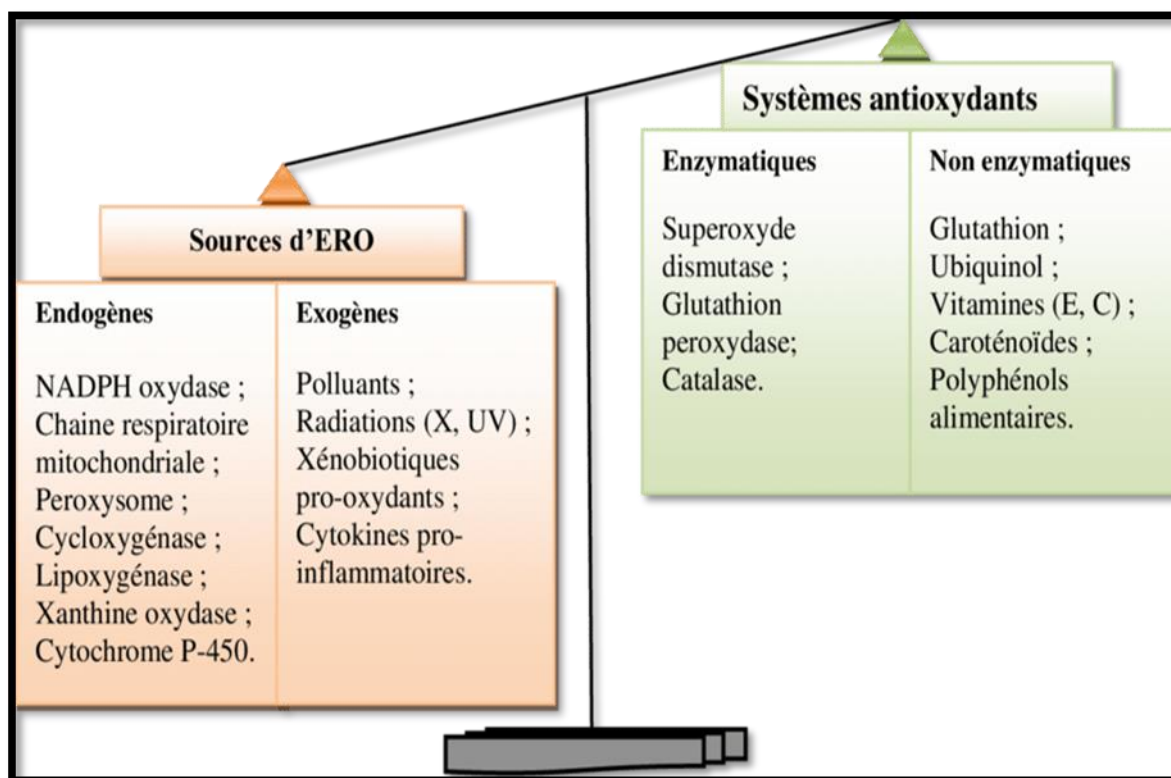 Systèmes antioxydants
Enzymatiques
Superoxyde
dismutase ;
Glutathion
peroxydase;
Catalase.
Non enzymatiques
Glutathion ;
Ubiquinol ;
Vitamines (E, C) ;
Caroténoïdes ;
Polyphénols
alimentaires.
Sources d’ERO
Endogènes
NADPH oxydase ;
Chaine respiratoire
mitochondriale ;
Peroxysome ;
Cycloxygénase ;
Lipoxygénase ;
Xanthine oxydase ;
Cytochrome P-450.
Exogènes
Polluants ;
Radiations (X, UV) ;
Xénobiotiques
pro-oxydants ;
Cytokines pro-
inflammatoires.